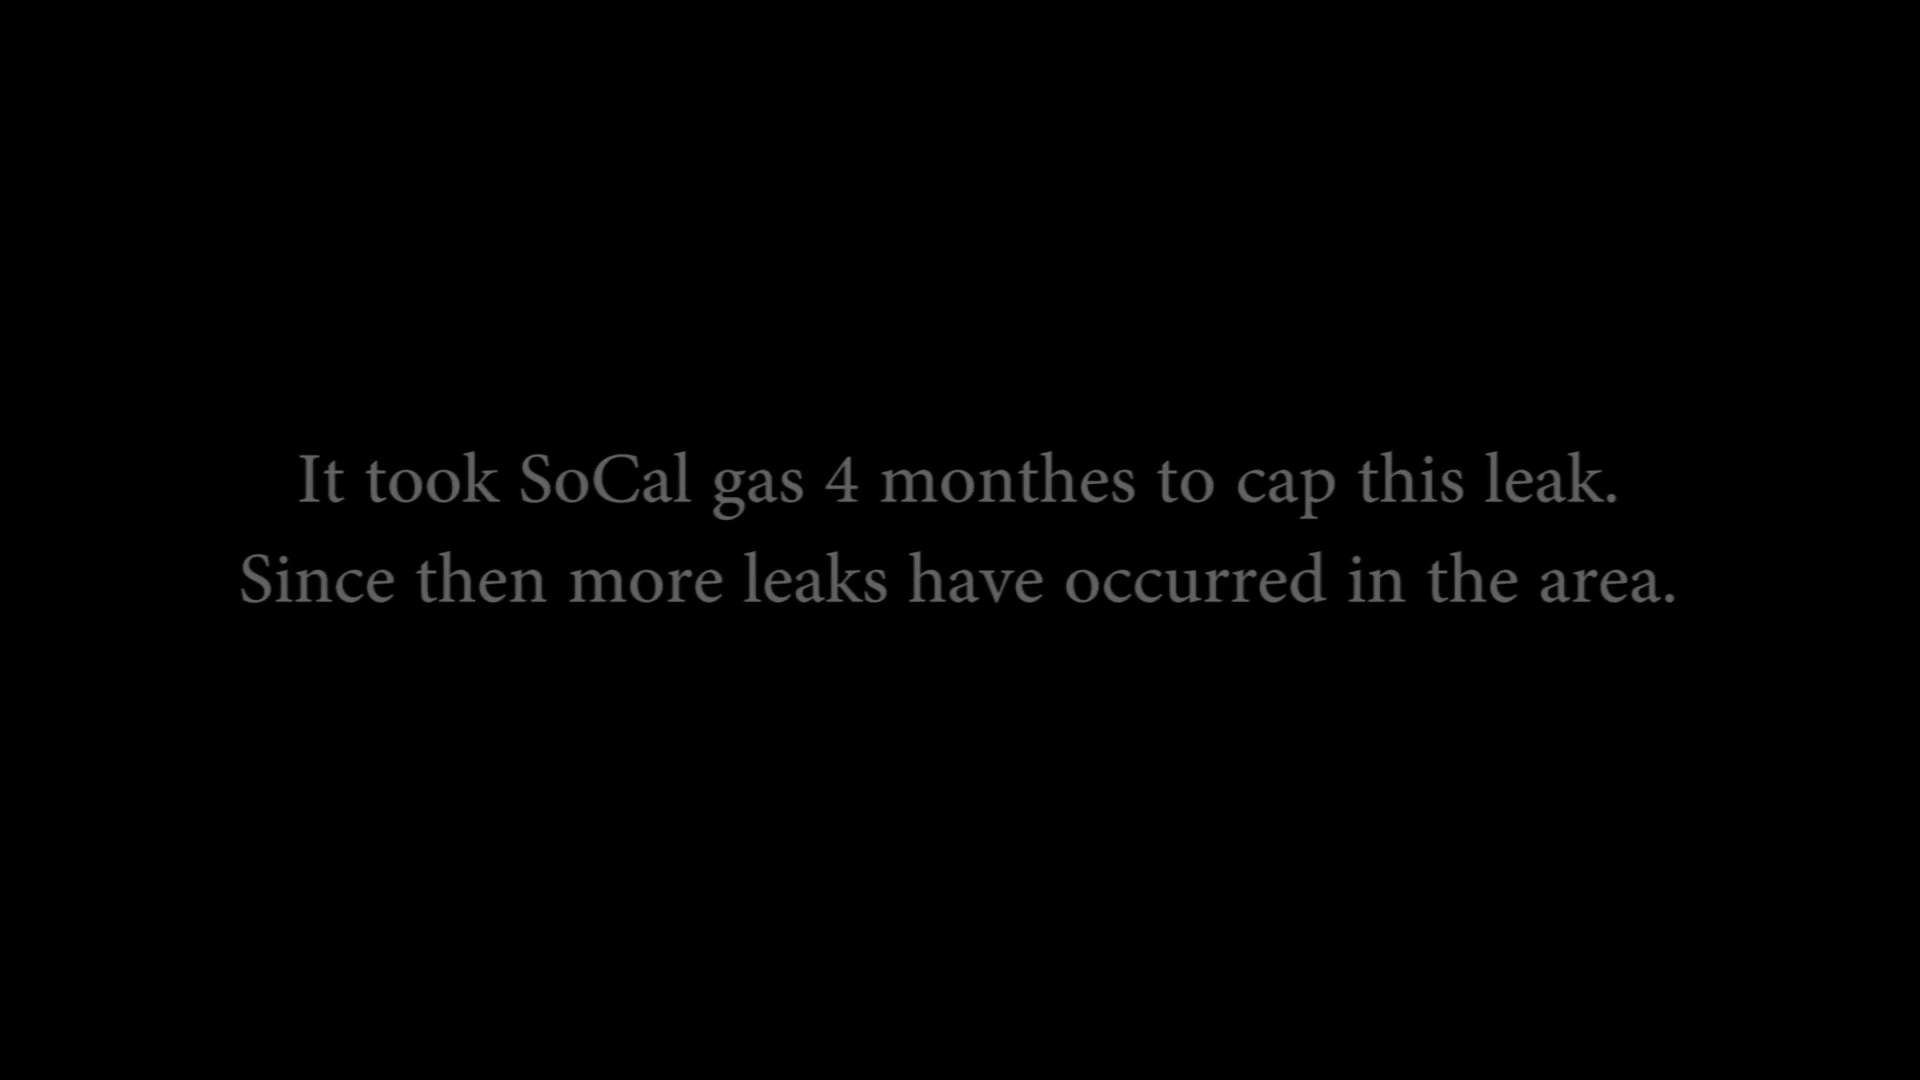 It took SoCal gas 4 monthes to cap this leak.
Since then more leaks have occurred in the area.